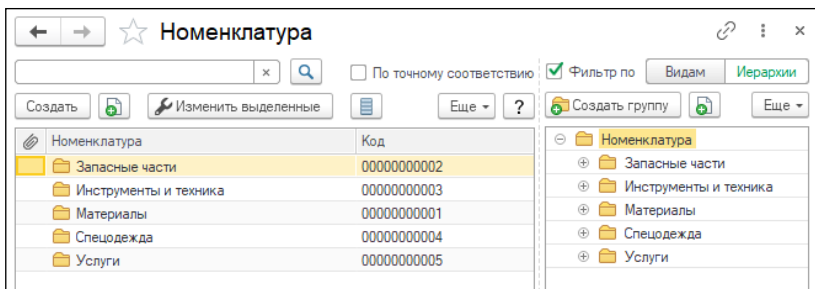 Номенклатура
По точному соответствию Фильтр по Видам Иерархии
Создать Изменить выделенные Еще ? Создать группу Еще
Номенклатура Код Номенклатура
Запасные части 00000000002 Запасные части
Инструменты и техника 00000000003 Инструменты и техника
Материалы 00000000001 Материалы
Спецодежда 00000000004 Спецодежда
Услуги 00000000005 Услуги